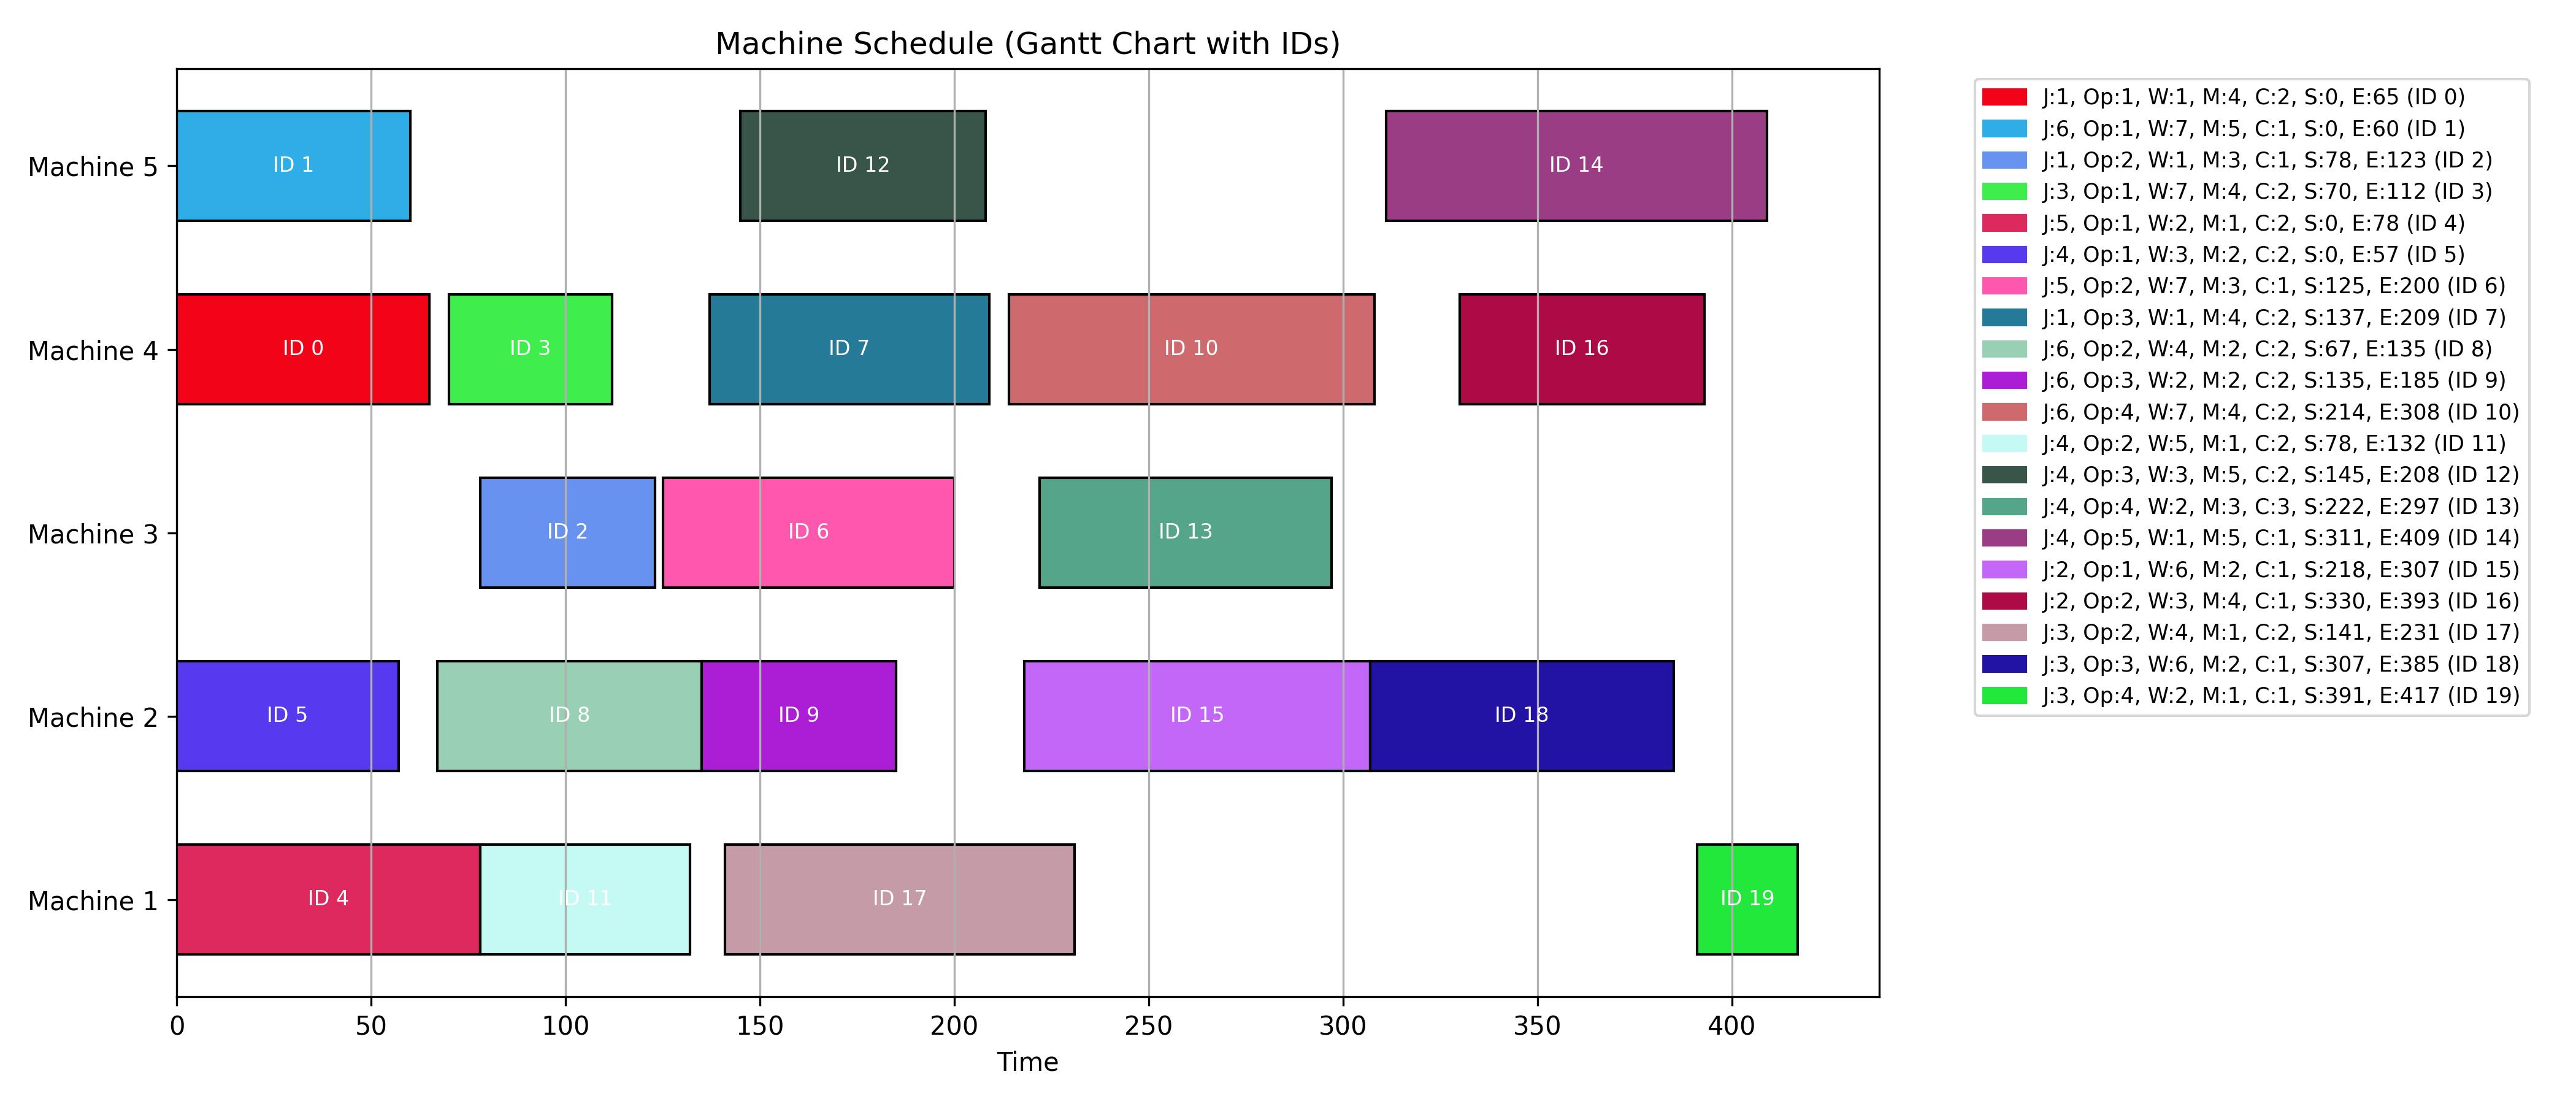 Machine Schedule (Gantt Chart with IDs)
Machine 5
ID 1
ID 12
ID 14
Machine 4
ID 0
ID 3
ID 7
ID 10
ID 16
Machine 3
ID 2
ID 6
ID 13
Machine 2
ID 5
ID 8
ID 9
ID 15
ID 18
Machine 1
ID 4
ID 11
ID 17
ID 19
0 50 100 150 200 250 300 350 400
Time
J:1, Op:1, W:1, M:4, C:2, S:0, E:65 (ID 0)
J:6, Op:1, W:7, M:5, C:1, S:0, E:60 (ID 1)
J:1, Op:2, W:1, M:3, C:1, S:78, E:123 (ID 2)
J:3, Op:1, W:7, M:4, C:2, S:70, E:112 (ID 3)
J:5, Op:1, W:2, M:1, C:2, S:0, E:78 (ID 4)
J:4, Op:1, W:3, M:2, C:2, S:0, E:57 (ID 5)
J:5, Op:2, W:7, M:3, C:1, S:125, E:200 (ID 6)
J:1, Op:3, W:1, M:4, C:2, S:137, E:209 (ID 7)
J:6, Op:2, W:4, M:2, C:2, S:67, E:135 (ID 8)
J:6, Op:3, W:2, M:2, C:2, S:135, E:185 (ID 9)
J:6, Op:4, W:7, M:4, C:2, S:214, E:308 (ID 10)
J:4, Op:2, W:5, M:1, C:2, S:78, E:132 (ID 11)
J:4, Op:3, W:3, M:5, C:2, S:145, E:208 (ID 12)
J:4, Op:4, W:2, M:3, C:3, S:222, E:297 (ID 13)
J:4, Op:5, W:1, M:5, C:1, S:311, E:409 (ID 14)
J:2, Op:1, W:6, M:2, C:1, S:218, E:307 (ID 15)
J:2, Op:2, W:3, M:4, C:1, S:330, E:393 (ID 16)
J:3, Op:2, W:4, M:1, C:2, S:141, E:231 (ID 17)
J:3, Op:3, W:6, M:2, C:1, S:307, E:385 (ID 18)
J:3, Op:4, W:2, M:1, C:1, S:391, E:417 (ID 19)